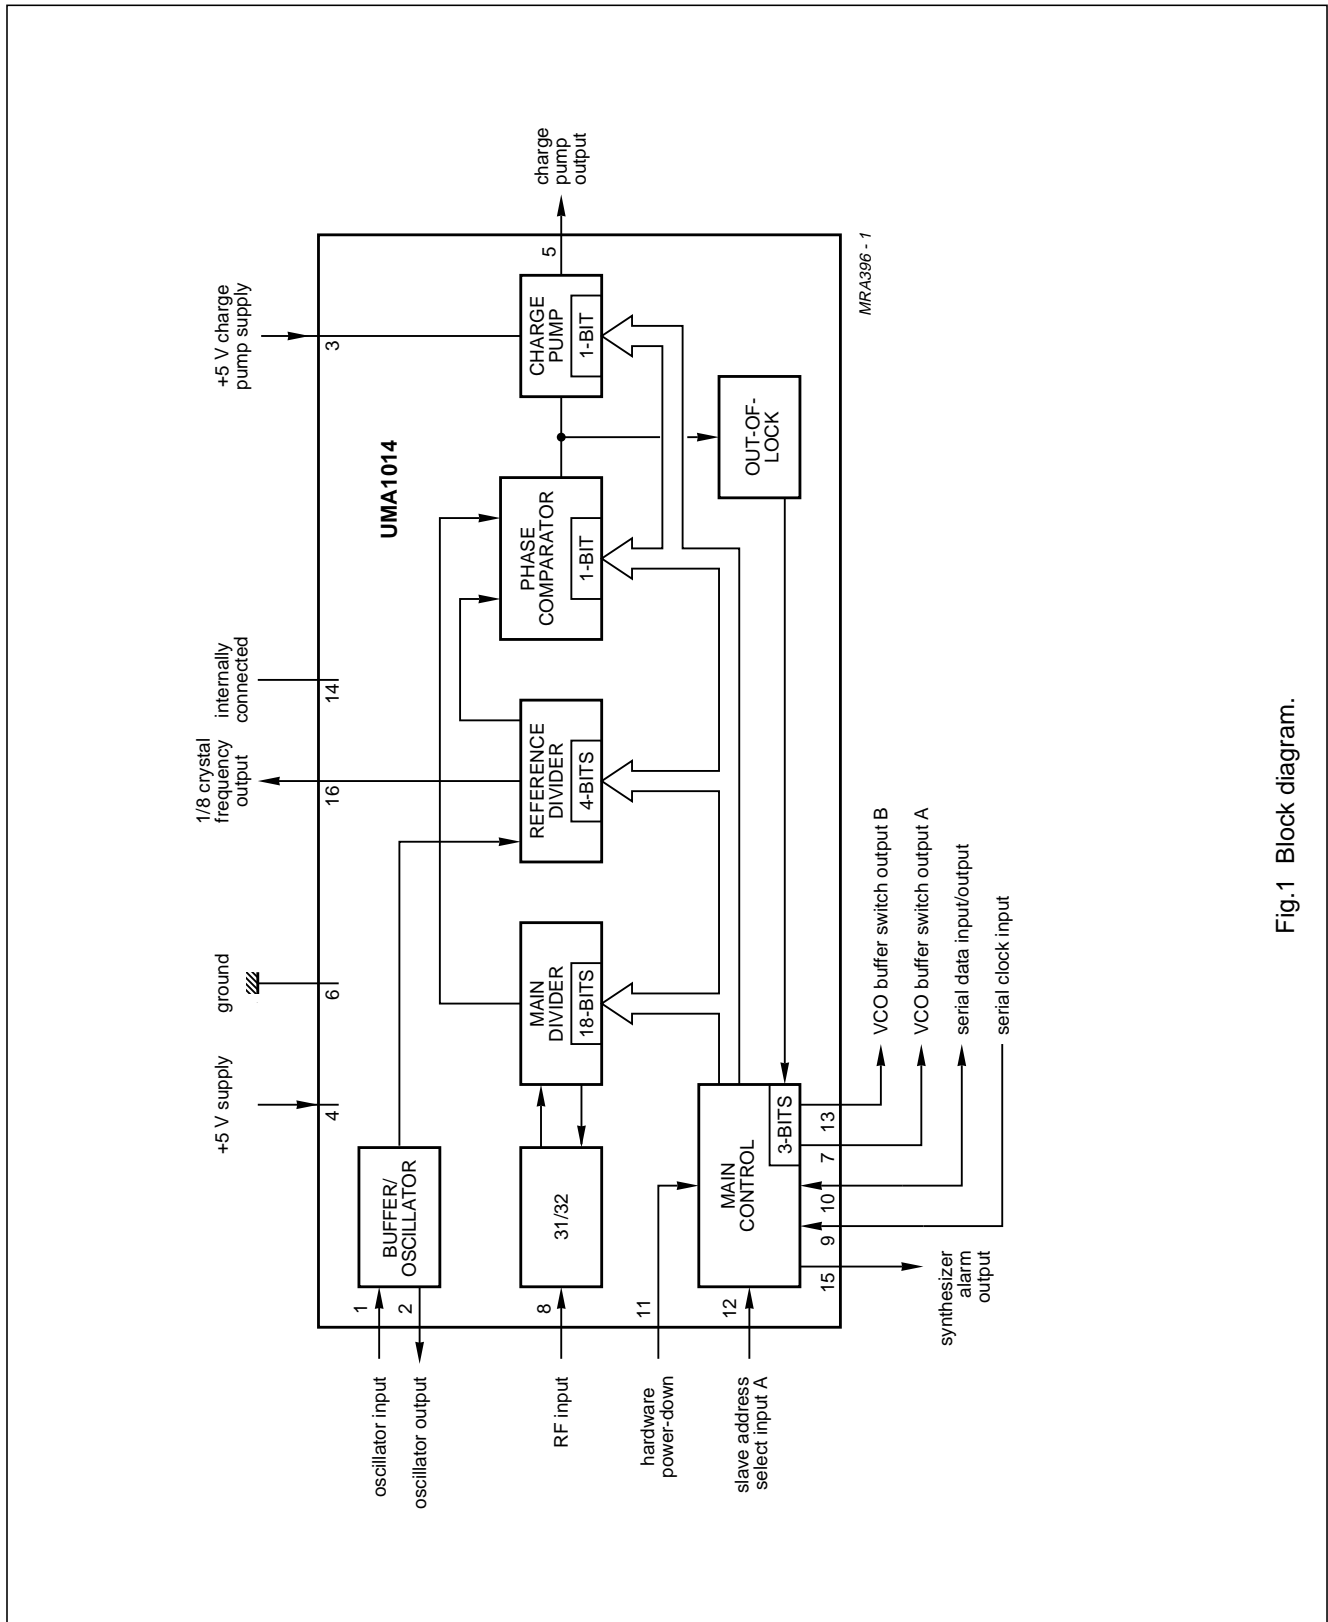 +5 V supply
ground
1/8 crystal
frequency
output
internally
connected
+5 V charge
pump supply
4
6
16
14
3
UMA1014
oscillator input
1
oscillator output
2
BUFFER/
OSCILLATOR
RF input
8
31/32
MAIN
DIVIDER
18-BITS
REFERENCE
DIVIDER
4-BITS
PHASE
COMPARATOR
1-BIT
CHARGE
PUMP
1-BIT
5
charge
pump
output
hardware
power-down
11
slave address
select input A
12
MAIN
CONTROL
3-BITS
OUT-OF-
LOCK
15
9
10
7
13
MRA396 - 1
VCO buffer switch output B
VCO buffer switch output A
serial data input/output
serial clock input
synthesizer
alarm
output
Fig.1 Block diagram.